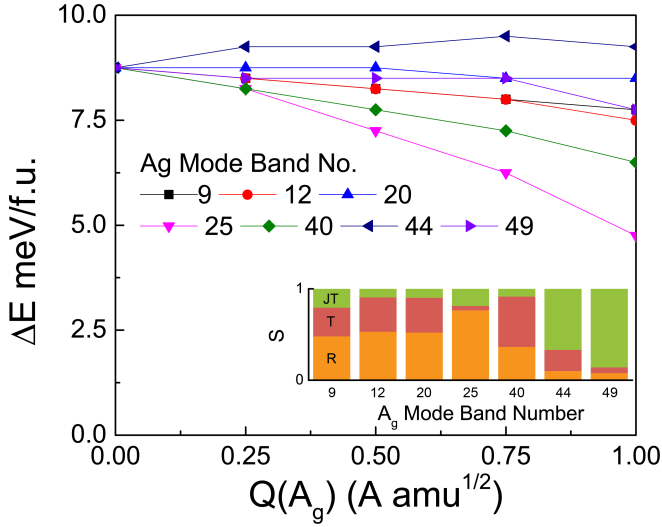 10.0
7.5
5.0
2.5
0.0
ΔE meV/f.u.
Ag Mode Band No.
9 12 20
25 40 44 49
1
0
S
JT
T
R
9 12 20 25 40 44 49
Ag Mode Band Number
0.00 0.25 0.50 0.75 1.00
Q(Ag) (A amu1/2)